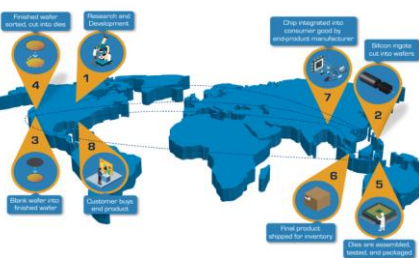 Finished wafer
sorted, cut into dies
4
Research and
Development
1
Chip integrated into
consumer good by
end-product manufacturer
7
Silicon ingots
cut into wafers
2
3
Blank wafer into
finished wafer
8
Customer buys
end product
6
Final product
shipped for inventory
5
Dies are assembled,
tested, and packaged